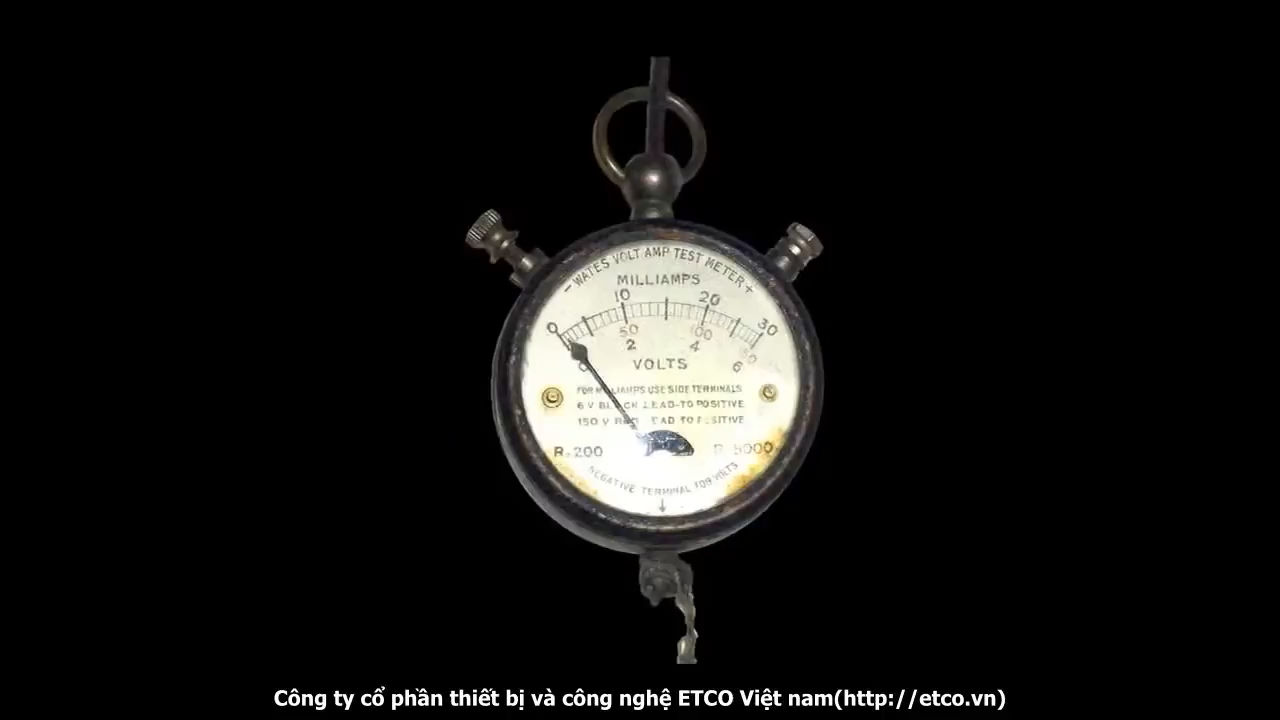 - WATES VOLT AMP TEST METER +
MILLIAMPS
0 10 20 30
50 100
0 2 4 6
VOLTS
FOR MILLIAMPS USE SIDE TERMINALS
6 V BLACK LEAD-TO POSITIVE
150 V RED LEAD TO POSITIVE
R.200 R 5000
NEGATIVE TERMINAL FOR VOLTS
Công ty cổ phần thiết bị và công nghệ ETCO Việt nam(http://etco.vn)